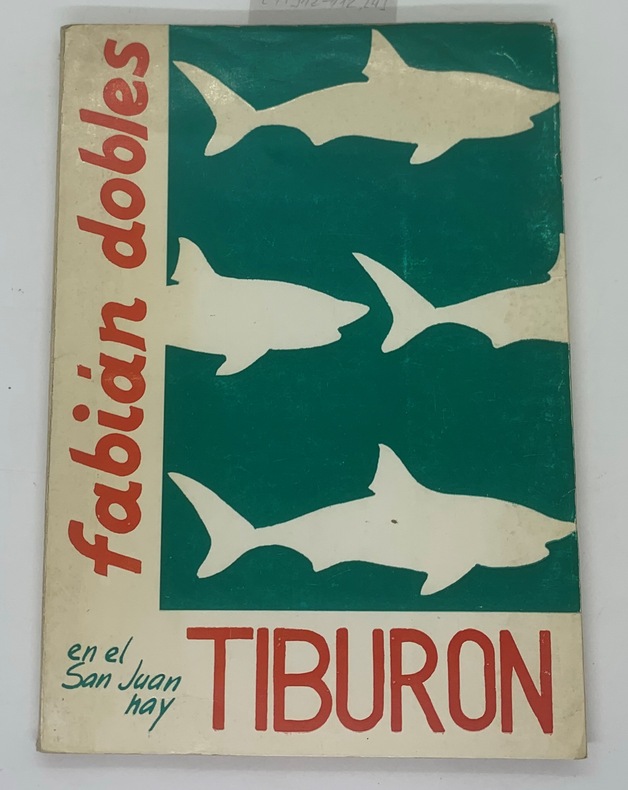 fabián dobles
en el
San Juan
hay
TIBURON